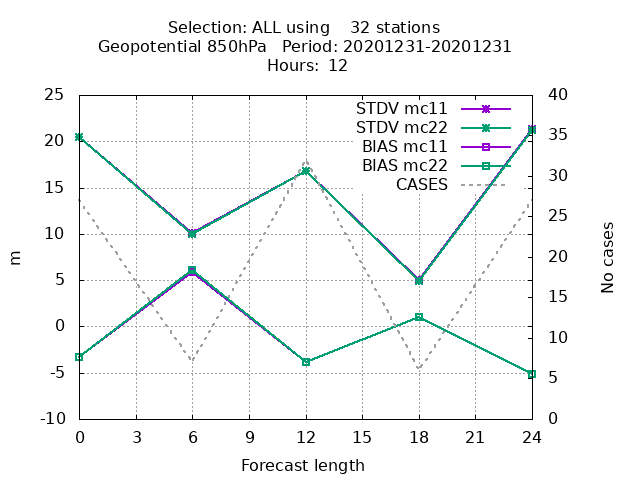 Selection: ALL using    32 stations
Geopotential 850hPa   Period: 20201231-20201231
Hours:  12
STDV mc11
STDV mc22
BIAS mc11
BIAS mc22
CASES
25
20
15
10
5
0
-5
-10
m
40
35
30
25
20
15
10
5
0
No cases
0 3 6 9 12 15 18 21 24
Forecast length